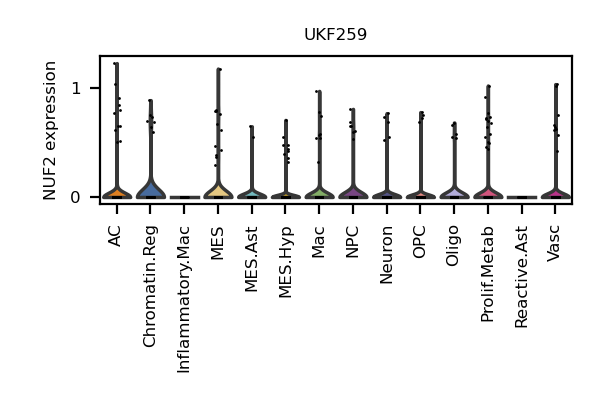 UKF259
NUF2 expression
1
0
AC
Chromatin.Reg
Inflammatory.Mac
MES
MES.Ast
MES.Hyp
Mac
NPC
Neuron
OPC
Oligo
Prolif.Metab
Reactive.Ast
Vasc